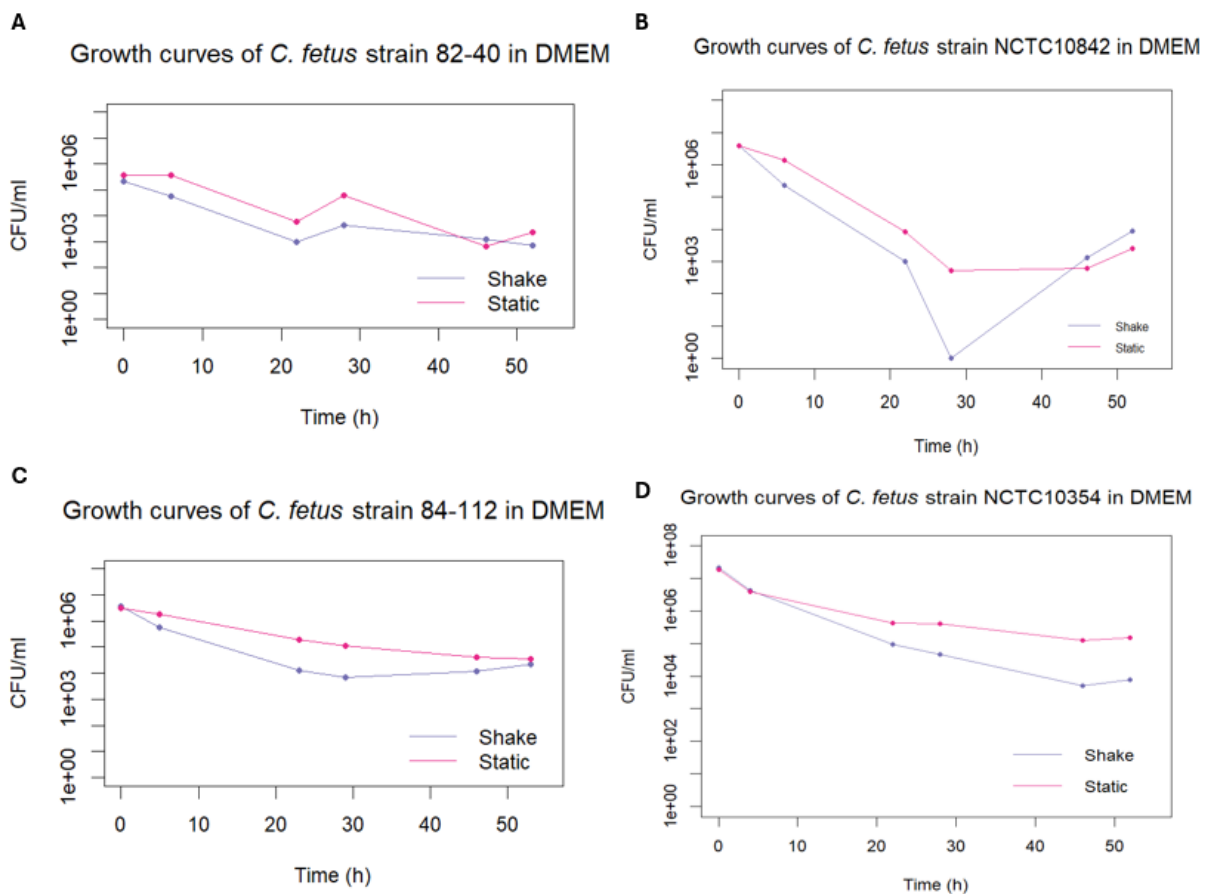 A
Growth curves of C. fetus strain 82-40 in DMEM
CFU/ml
1e+06
1e+03
1e+00
Shake
Static
0 10 20 30 40 50
Time (h)
B
Growth curves of C. fetus strain NCTC10842 in DMEM
CFU/ml
1e+06
1e+03
1e+00
Shake
Static
0 10 20 30 40 50
Time (h)
C
Growth curves of C. fetus strain 84-112 in DMEM
CFU/ml
1e+06
1e+03
1e+00
Shake
Static
0 10 20 30 40 50
Time (h)
D
Growth curves of C. fetus strain NCTC10354 in DMEM
CFU/ml
1e+08
1e+06
1e+04
1e+02
1e+00
Shake
Static
0 10 20 30 40 50
Time (h)